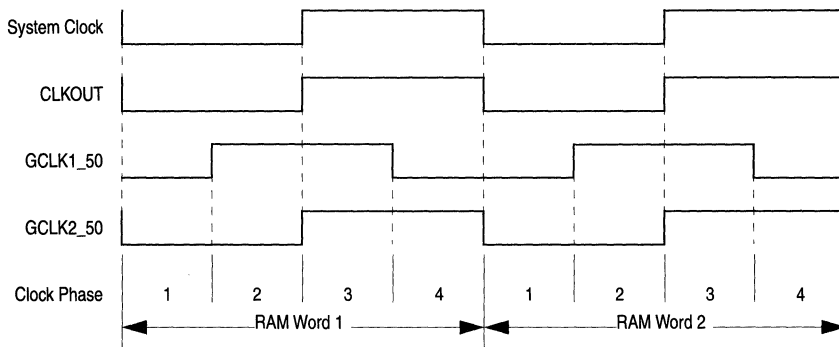 System Clock
CLKOUT
GCLK1_50
GCLK2_50
Clock Phase 1 2 3 4 1 2 3 4
RAM Word 1 RAM Word 2